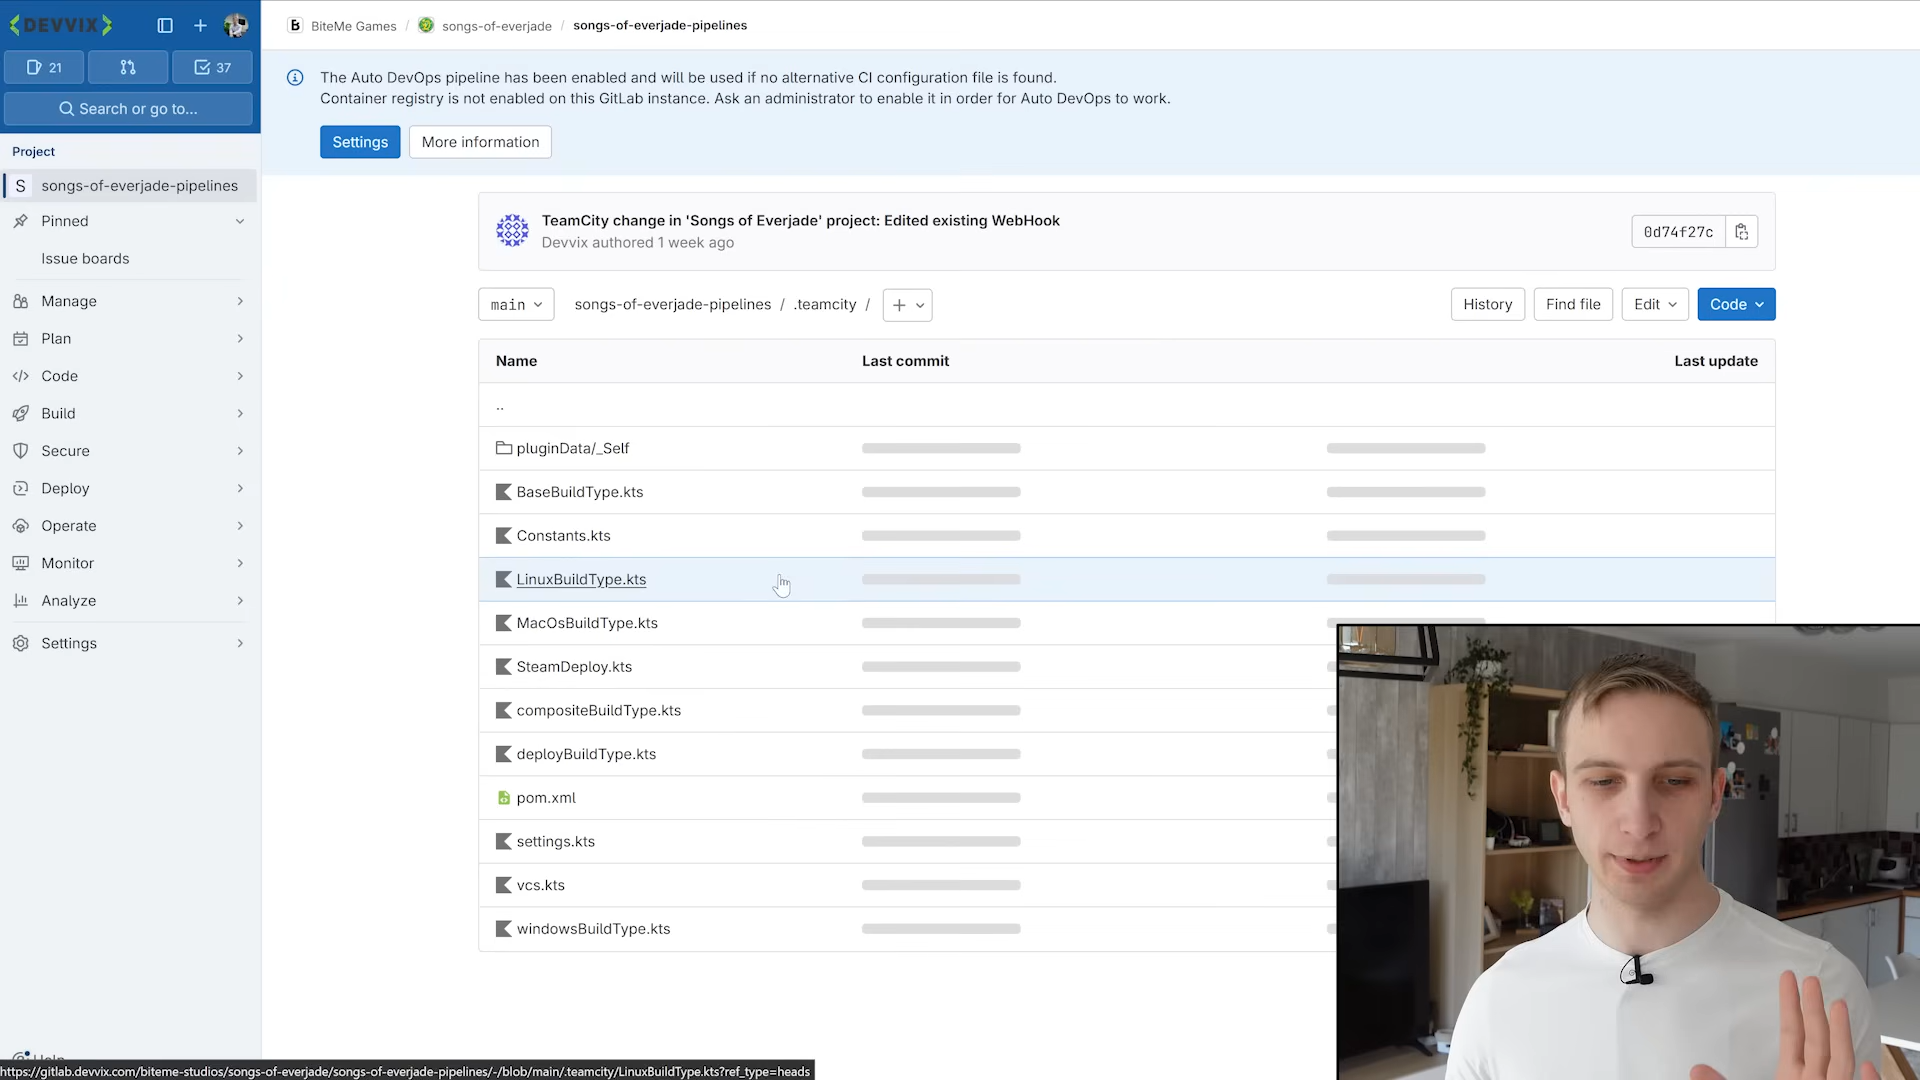 DEVVIX
BiteMe Games / songs-of-everjade / songs-of-everjade-pipelines
21
37
Search or go to...
The Auto DevOps pipeline has been enabled and will be used if no alternative CI configuration file is found.
Container registry is not enabled on this GitLab instance. Ask an administrator to enable it in order for Auto DevOps to work.
Settings
More information
Project
S songs-of-everjade-pipelines
Pinned
Issue boards
Manage
Plan
Code
Build
Secure
Deploy
Operate
Monitor
Analyze
Settings
Help
TeamCity change in 'Songs of Everjade' project: Edited existing WebHook
Devvix authored 1 week ago
0d74f27c
main
songs-of-everjade-pipelines / .teamcity /
History
Find file
Edit
Code
Name Last commit Last update
..
pluginData/_Self
BaseBuildType.kts
Constants.kts
LinuxBuildType.kts
MacOsBuildType.kts
SteamDeploy.kts
compositeBuildType.kts
deployBuildType.kts
pom.xml
settings.kts
vcs.kts
windowsBuildType.kts
https://gitlab.devvix.com/biteme-studios/songs-of-everjade/songs-of-everjade-pipelines/-/blob/main/.teamcity/LinuxBuildType.kts?ref_type=heads